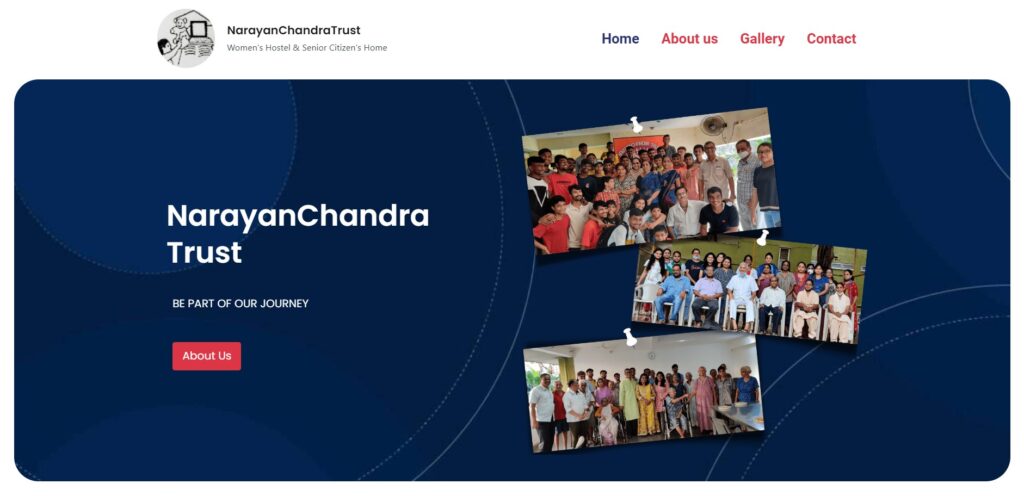 NarayanChandraTrust
Women's Hostel & Senior Citizen's Home
Home About us Gallery Contact
NarayanChandra
Trust
BE PART OF OUR JOURNEY
About Us